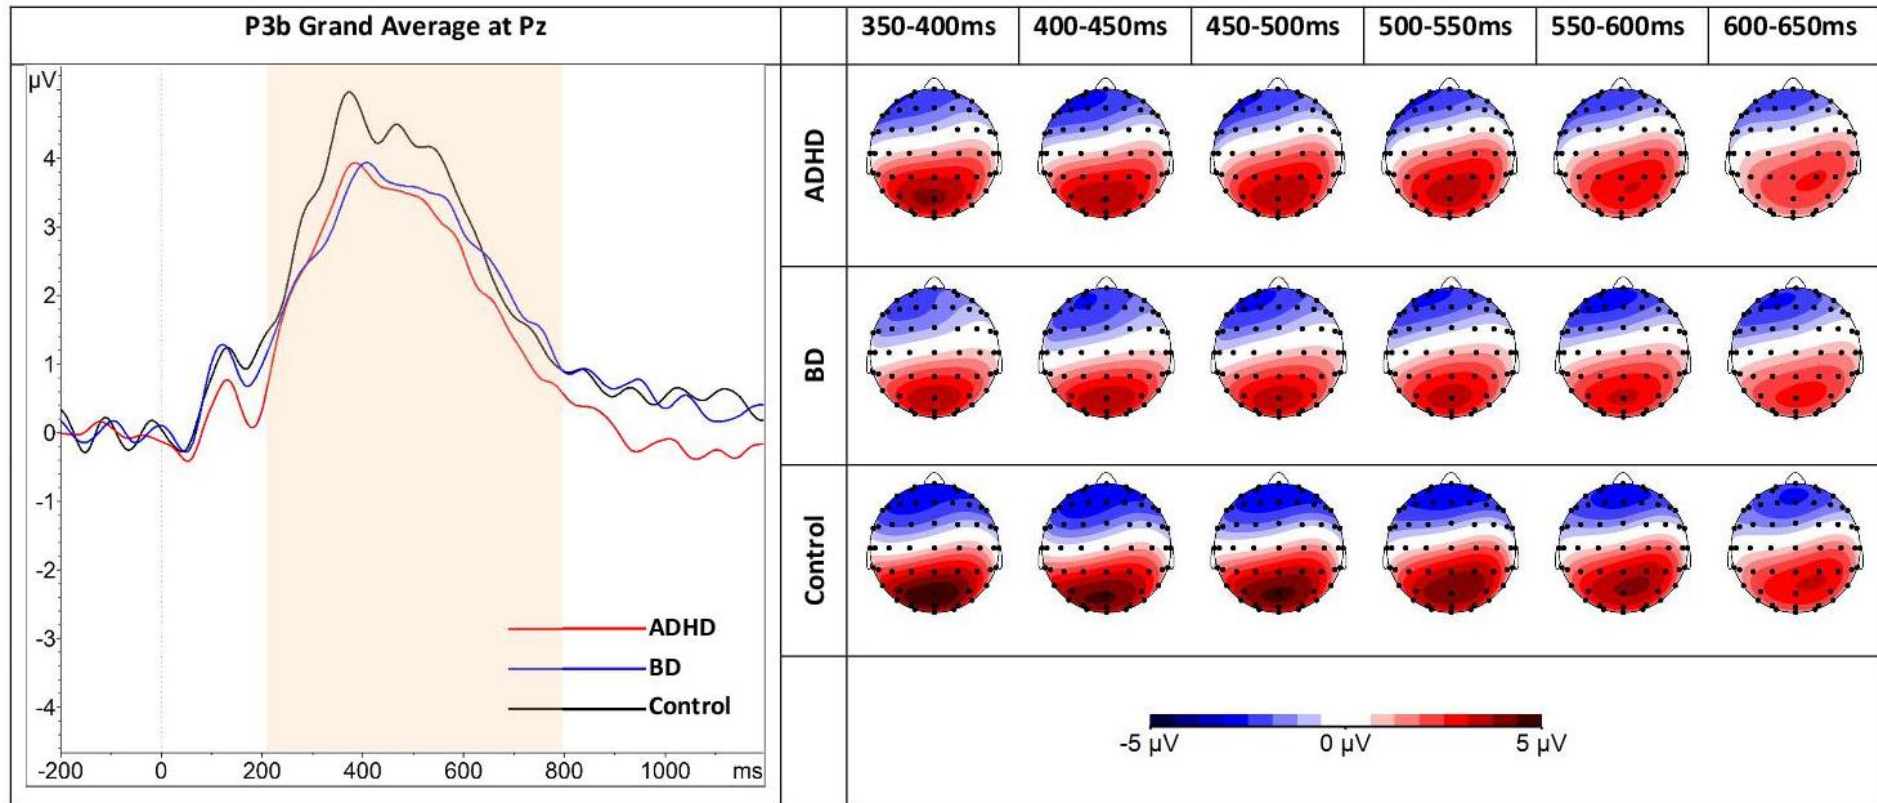 P3b Grand Average at Pz
350-400ms 400-450ms 450-500ms 500-550ms 550-600ms 600-650ms
µV
4
3
2
1
0
-1
-2
-3
-4
-200 0 200 400 600 800 1000 ms
ADHD
BD
Control
ADHD
BD
Control
-5 µV 0 µV 5 µV